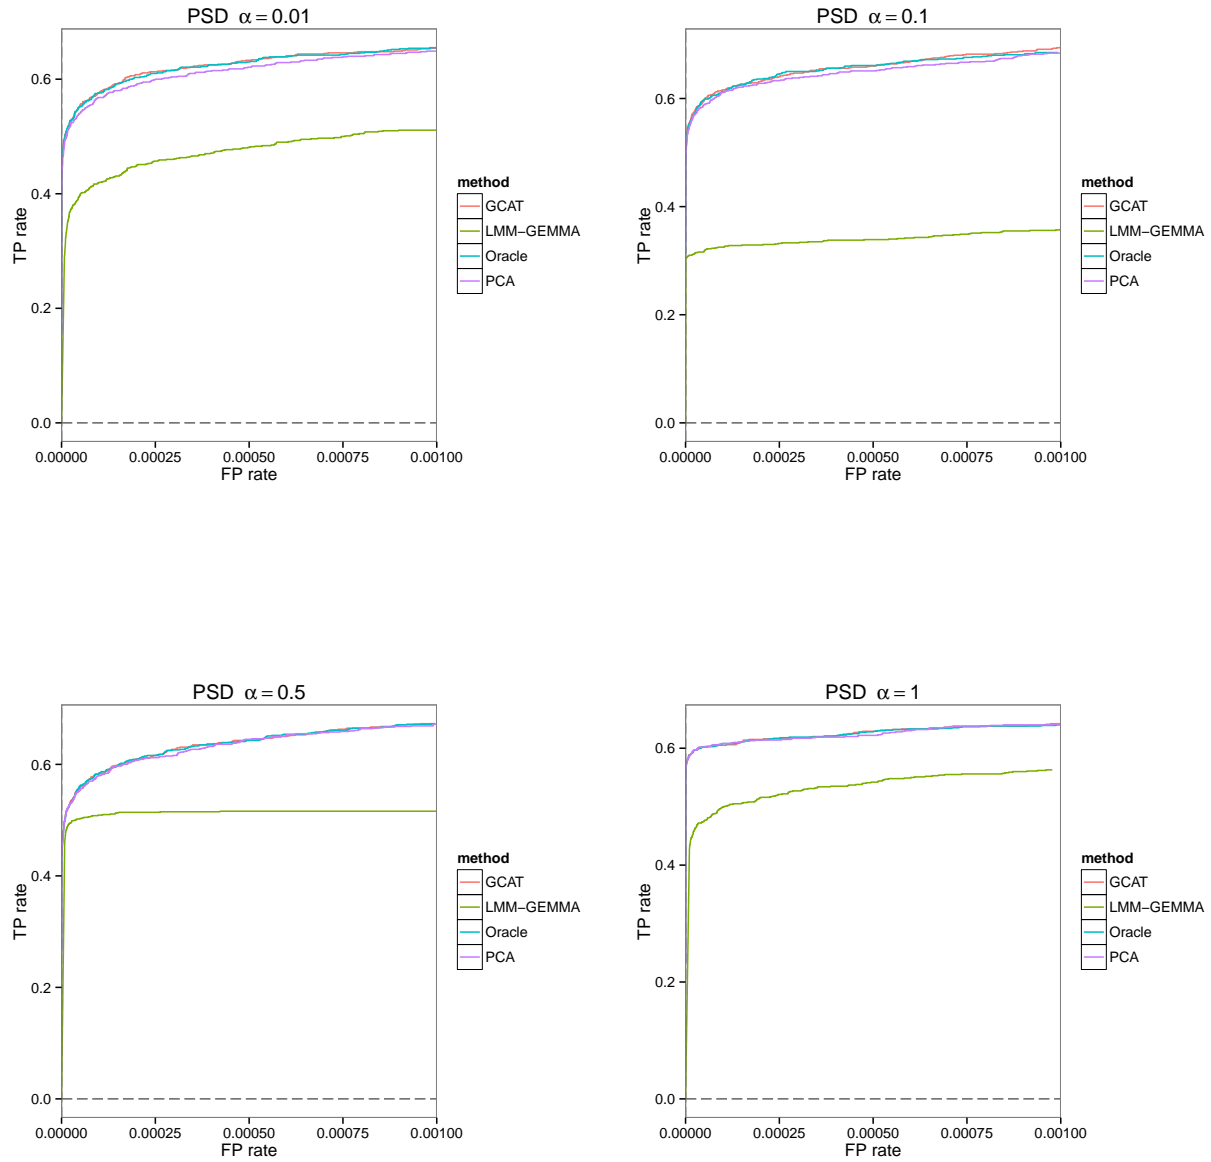 PSD α = 0.01
TP rate
0.6
0.4
0.2
0.0
0.00000 0.00025 0.00050 0.00075 0.00100
FP rate
method
GCAT
LMM−GEMMA
Oracle
PCA
PSD α = 0.1
TP rate
0.6
0.4
0.2
0.0
0.00000 0.00025 0.00050 0.00075 0.00100
FP rate
method
GCAT
LMM−GEMMA
Oracle
PCA
PSD α = 0.5
TP rate
0.6
0.4
0.2
0.0
0.00000 0.00025 0.00050 0.00075 0.00100
FP rate
method
GCAT
LMM−GEMMA
Oracle
PCA
PSD α = 1
TP rate
0.6
0.4
0.2
0.0
0.00000 0.00025 0.00050 0.00075 0.00100
FP rate
method
GCAT
LMM−GEMMA
Oracle
PCA